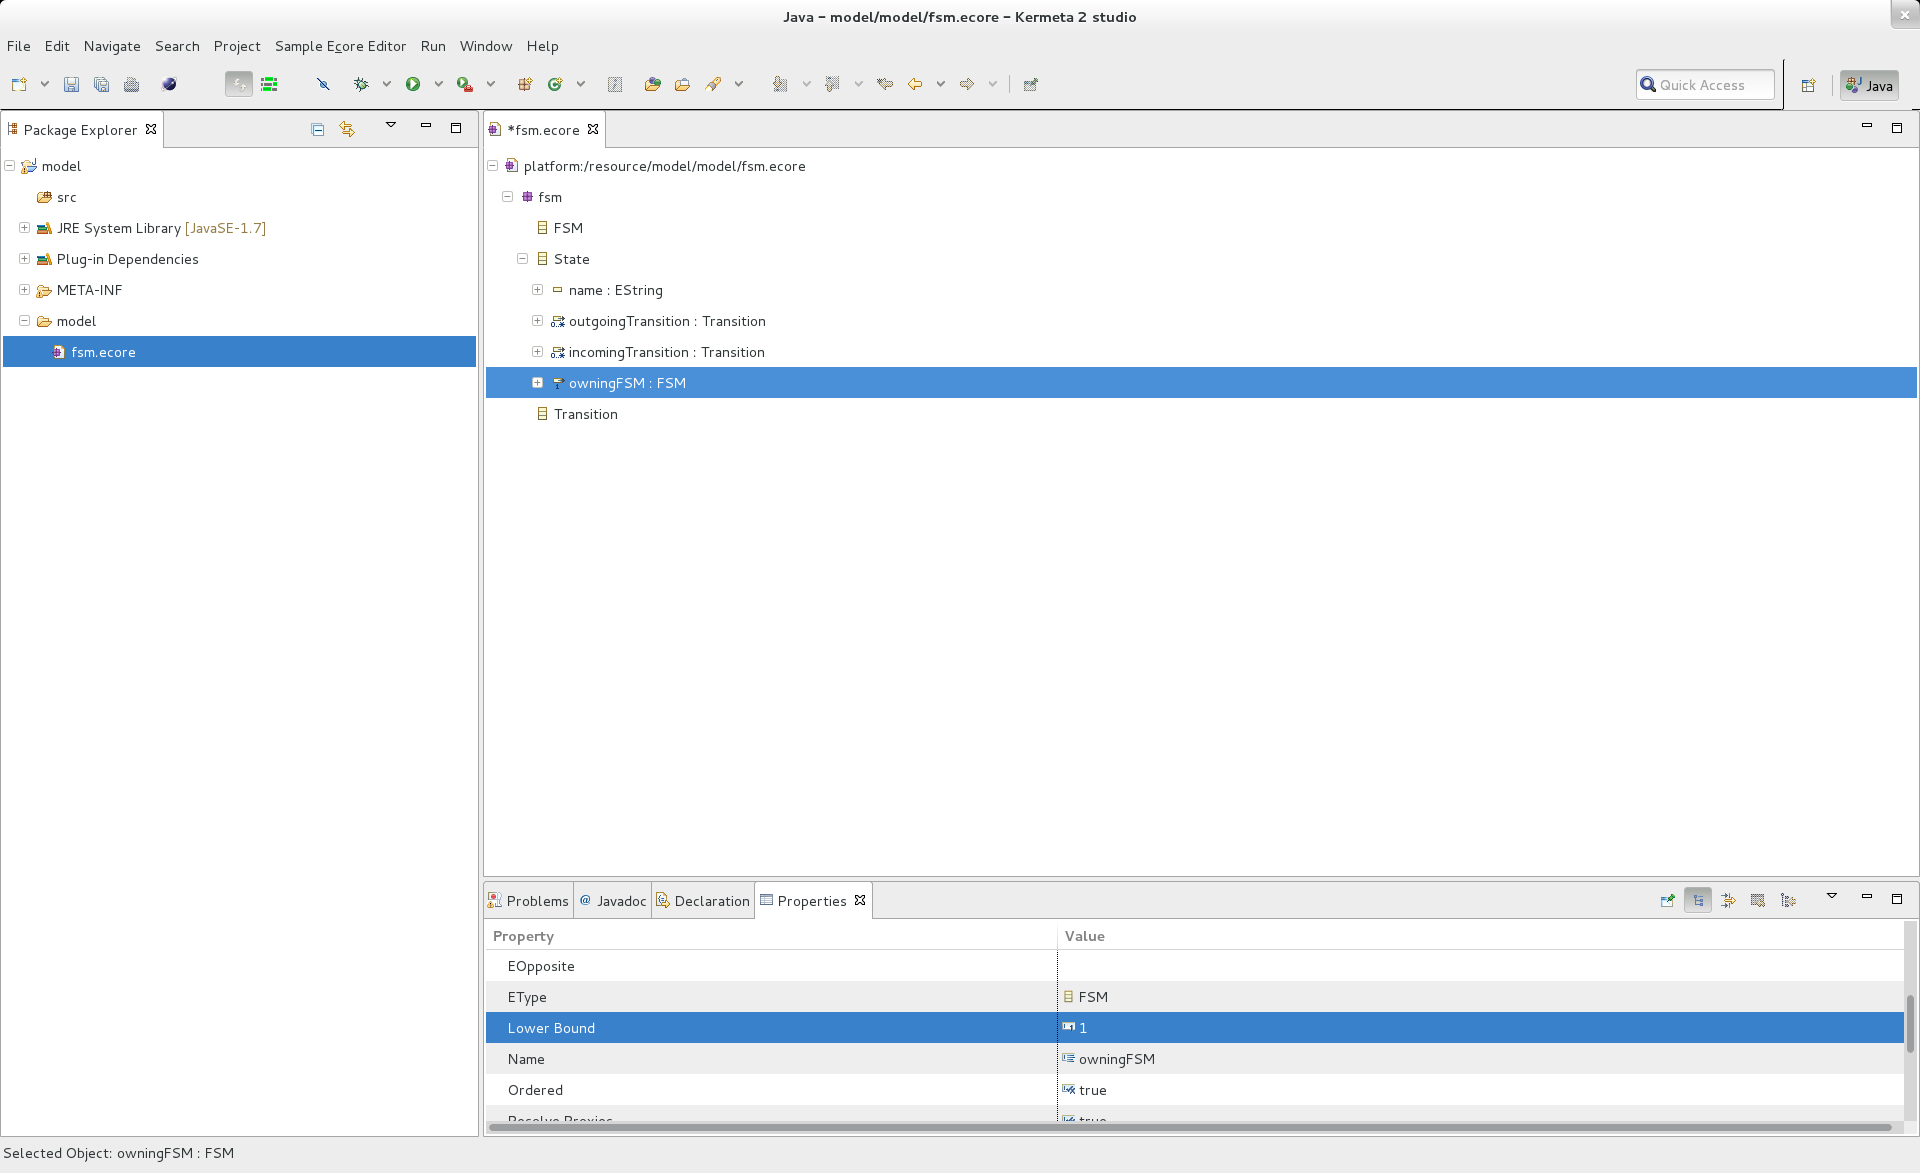 Java - model/model/fsm.ecore - Kermeta 2 studio
File Edit Navigate Search Project Sample Ecore Editor Run Window Help
Quick Access
Java
Package Explorer
model
src
JRE System Library [JavaSE-1.7]
Plug-in Dependencies
META-INF
model
fsm.ecore
*fsm.ecore
platform:/resource/model/model/fsm.ecore
fsm
FSM
State
name : EString
outgoingTransition : Transition
incomingTransition : Transition
owningFSM : FSM
Transition
Problems @ Javadoc Declaration Properties
Property Value
EOpposite
EType FSM
Lower Bound 1
Name owningFSM
Ordered true
Resolve Proxies true
Selected Object: owningFSM : FSM